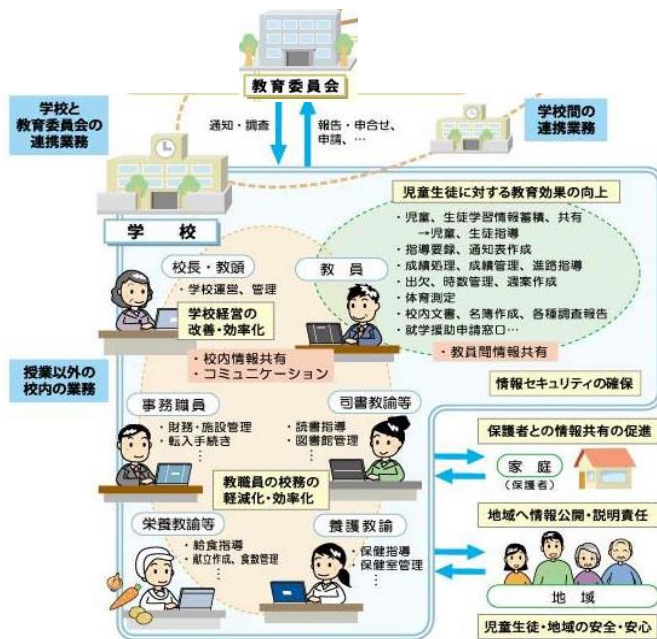 教育委員会
学校と
教育委員会の
連携業務
通知・調査
報告・申合せ、
申請、…
学校間の
連携業務
学 校
児童生徒に対する教育効果の向上
・児童、生徒学習情報蓄積、共有
→児童、生徒指導
・指導要録、通知表作成
・成績処理、成績管理、進路指導
・出欠、時数管理、週案作成
・体育測定
・校内文書、名簿作成、各種調査報告
・就学援助申請窓口…
・教員間情報共有
校長・教頭
・学校運営、管理
学校経営の
改善・効率化
教 員
・校内情報共有
・コミュニケーション
授業以外の
校内の業務
情報セキュリティの確保
事務職員
・財務・施設管理
・転入手続き
…
司書教諭等
・読書指導
・図書館管理
…
教職員の校務の
軽減化・効率化
栄養教諭等
・給食指導
・献立作成、食数管理
…
養護教諭
・保健指導
・保健室管理
…
保護者との情報共有の促進
家 庭
(保護者)
地域へ情報公開・説明責任
地 域
児童生徒・地域の安全・安心